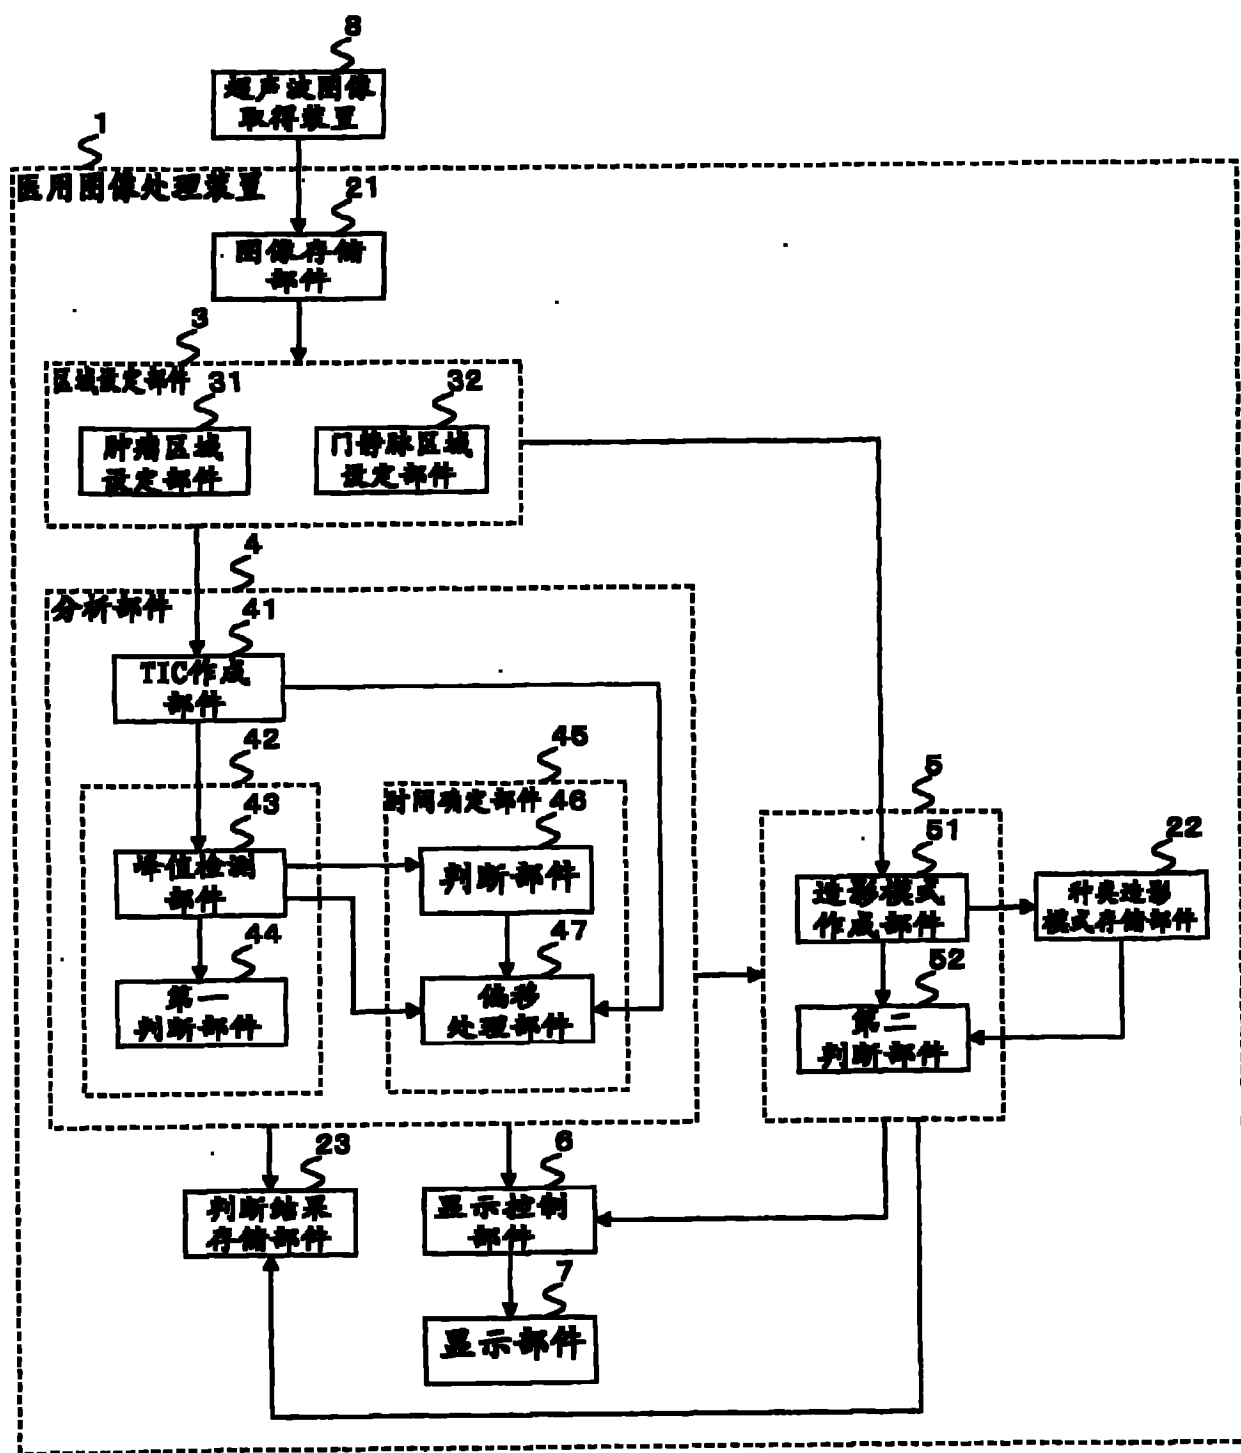 8
超声波图像
取得装置
1
医用图像处理装置
21
图像存储
部件
3
区域设定部件
31
32
肿瘤区域
设定部件
门静脉区域
设定部件
4
分析部件
41
TIC作成
部件
42
45
5
43
时间确定部件
46
51
22
峰值检测
部件
判断部件
造影模式
作成部件
种类造影
模式存储部件
44
47
52
第一
判断部件
偏移
处理部件
第二
判断部件
23
6
判断结果
存储部件
显示控制
部件
7
显示部件